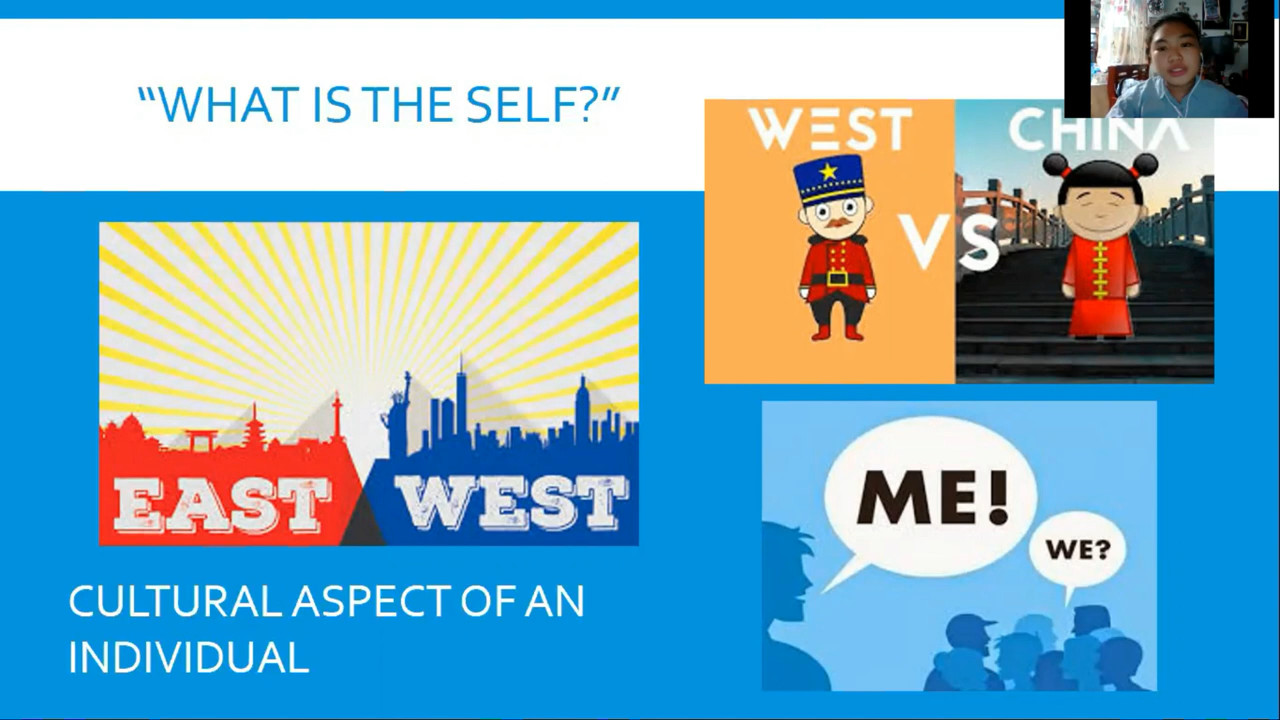 “WHAT IS THE SELF?”
WEST
CHINA
VS
EAST
WEST
ME!
WE?
CULTURAL ASPECT OF AN
INDIVIDUAL